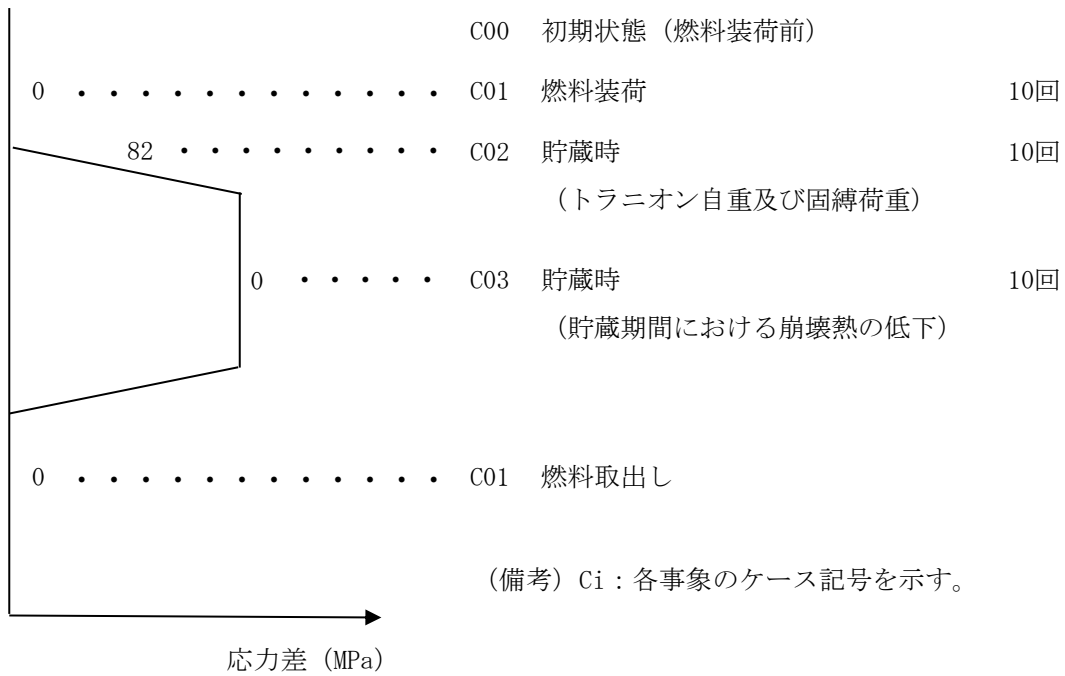 C00 初期状態(燃料装荷前)
0 ・・・・・・・・・・・・ C01 燃料装荷 10回
82 ・・・・・・・・・ C02 貯蔵時 10回
(トラニオン自重及び固縛荷重)
0 ・・・・・ C03 貯蔵時 10回
(貯蔵期間における崩壊熱の低下)
0 ・・・・・・・・・・・・ C01 燃料取出し
(備考)Ci:各事象のケース記号を示す。
応力差(MPa)